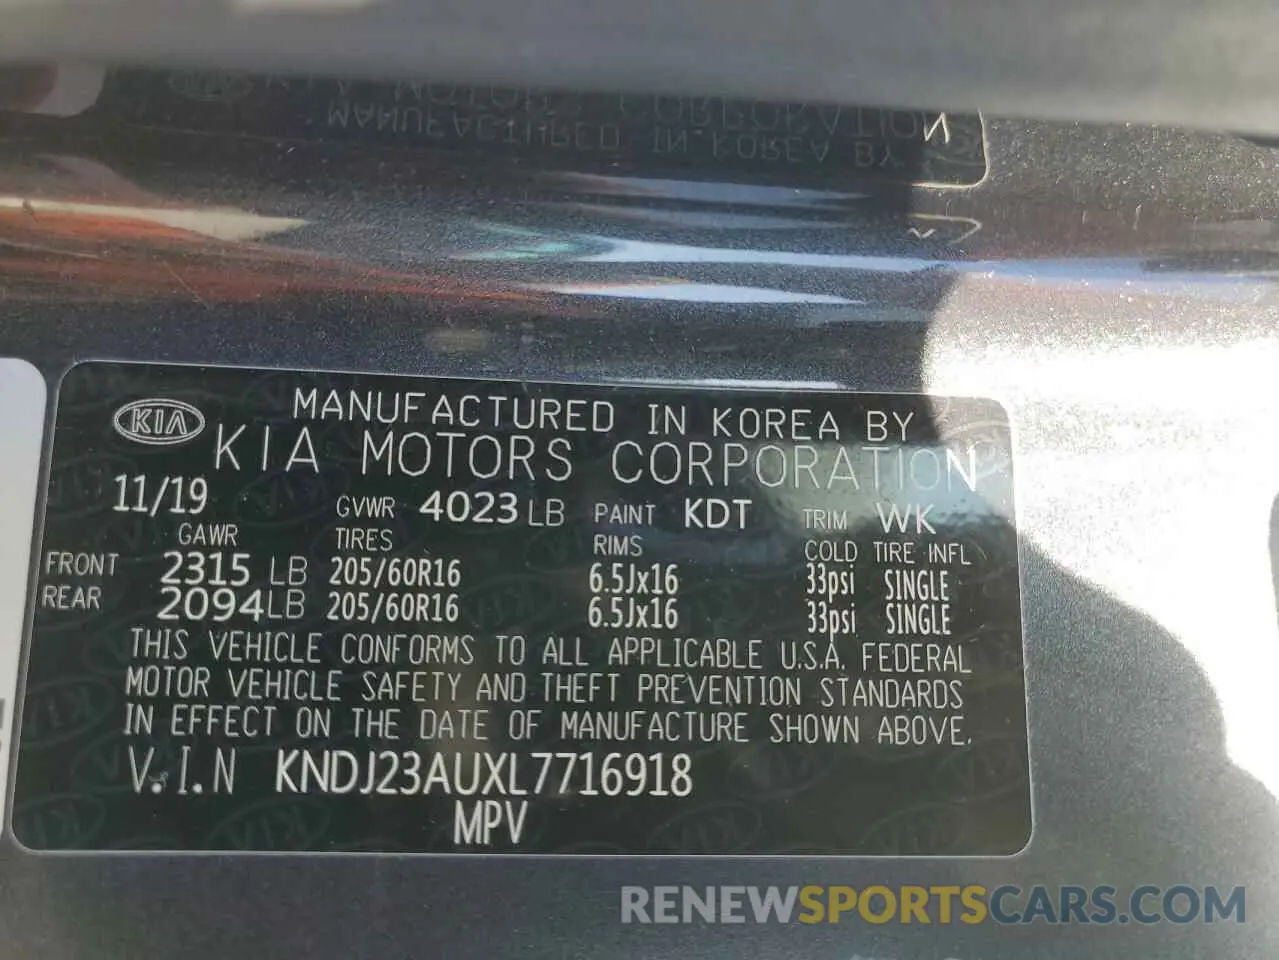 MANUFACTURED IN KOREA BY
KIA KIA MOTORS CORPORATION
11/19 GVWR 4023 LB PAINT KDT TRIM WK
GAWR TIRES RIMS COLD TIRE INFL
FRONT 2315 LB 205/60R16 6.5Jx16 33psi SINGLE
REAR 2094 LB 205/60R16 6.5Jx16 33psi SINGLE
THIS VEHICLE CONFORMS TO ALL APPLICABLE U.S.A. FEDERAL
MOTOR VEHICLE SAFETY AND THEFT PREVENTION STANDARDS
IN EFFECT ON THE DATE OF MANUFACTURE SHOWN ABOVE.
V.I.N KNDJ23AUXL7716918
MPV
RENEWSPORTSCARS.COM